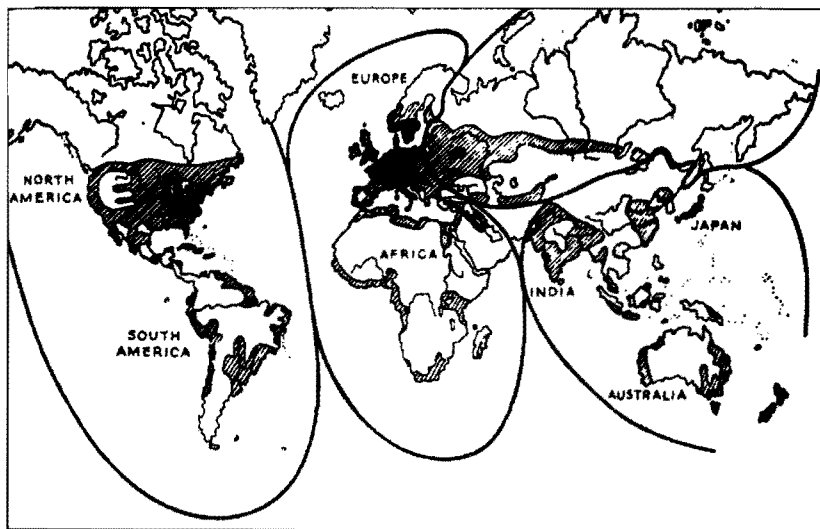 EUROPE
NORTH
AMERICA
AFRICA
JAPAN
INDIA
SOUTH
AMERICA
AUSTRALIA